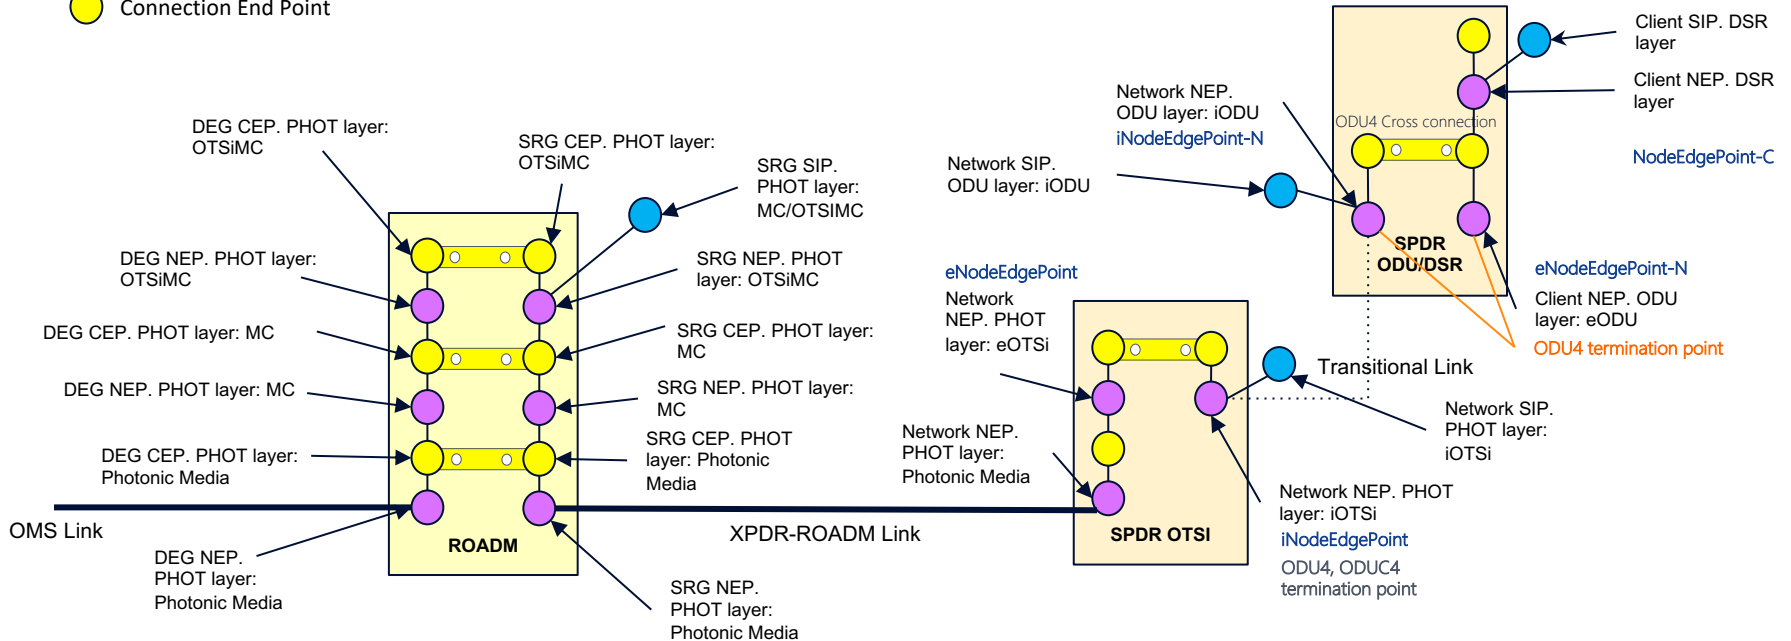 Connection End Point
DEG CEP. PHOT layer:
OTSiMC
SRG CEP. PHOT layer:
OTSiMC
SRG SIP.
PHOT layer:
MC/OTSIMC
DEG NEP. PHOT layer:
OTSiMC
SRG NEP. PHOT
layer: OTSiMC
DEG CEP. PHOT layer: MC
SRG CEP. PHOT layer:
MC
DEG NEP. PHOT layer: MC
SRG NEP. PHOT layer:
MC
DEG CEP. PHOT layer:
Photonic Media
SRG CEP. PHOT
layer: Photonic
Media
OMS Link
ROADM
XPDR-ROADM Link
DEG NEP.
PHOT layer:
Photonic Media
SRG NEP.
PHOT layer:
Photonic Media
eNodeEdgePoint
Network
NEP. PHOT
layer: eOTSi
Network NEP.
PHOT layer:
Photonic Media
SPDR OTSI
Transitional Link
Network SIP.
PHOT layer:
iOTSi
Network NEP. PHOT
layer: iOTSi
iNodeEdgePoint
ODU4, ODUC4
termination point
Network NEP.
ODU layer: iODU
iNodeEdgePoint-N
Network SIP.
ODU layer: iODU
ODU4 Cross connection
SPDR
ODU/DSR
Client SIP. DSR
layer
Client NEP. DSR
layer
NodeEdgePoint-C
eNodeEdgePoint-N
Client NEP. ODU
layer: eODU
ODU4 termination point